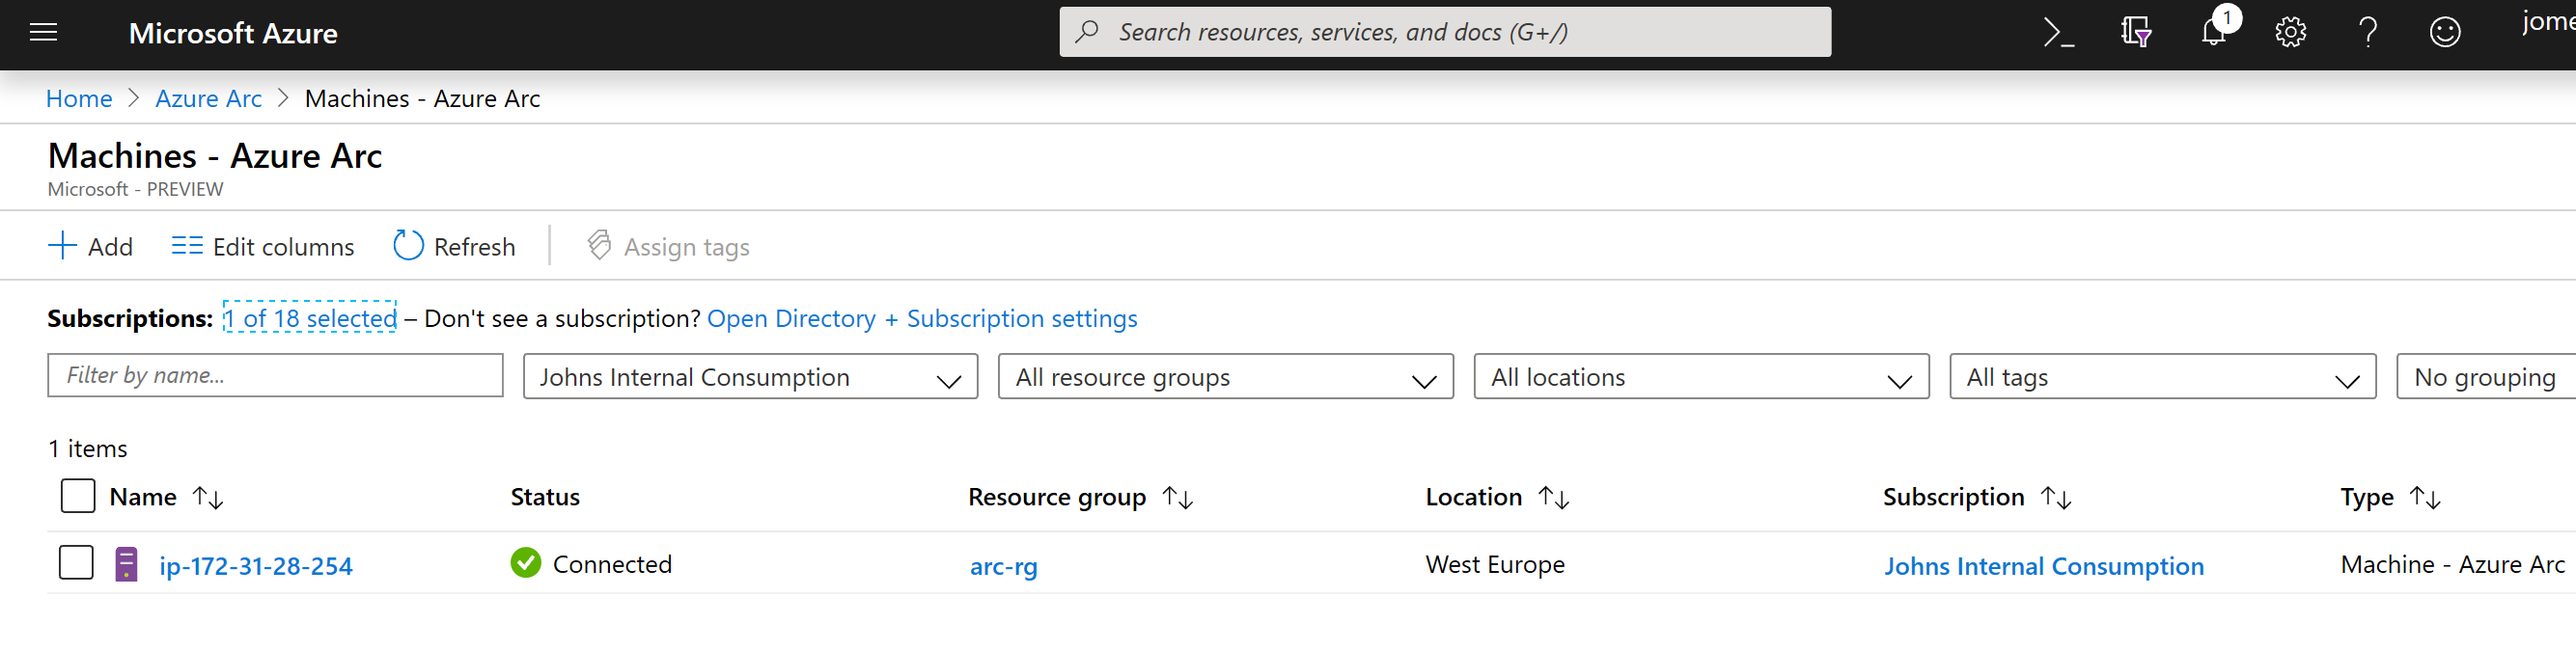 Microsoft Azure Search resources, services, and docs (G+/) 1 jome
Home > Azure Arc > Machines - Azure Arc
Machines - Azure Arc
Microsoft - PREVIEW
Add Edit columns Refresh Assign tags
Subscriptions: 1 of 18 selected – Don't see a subscription? Open Directory + Subscription settings
Filter by name... Johns Internal Consumption All resource groups All locations All tags No grouping
1 items
Name Status Resource group Location Subscription Type
ip-172-31-28-254 Connected arc-rg West Europe Johns Internal Consumption Machine - Azure Arc